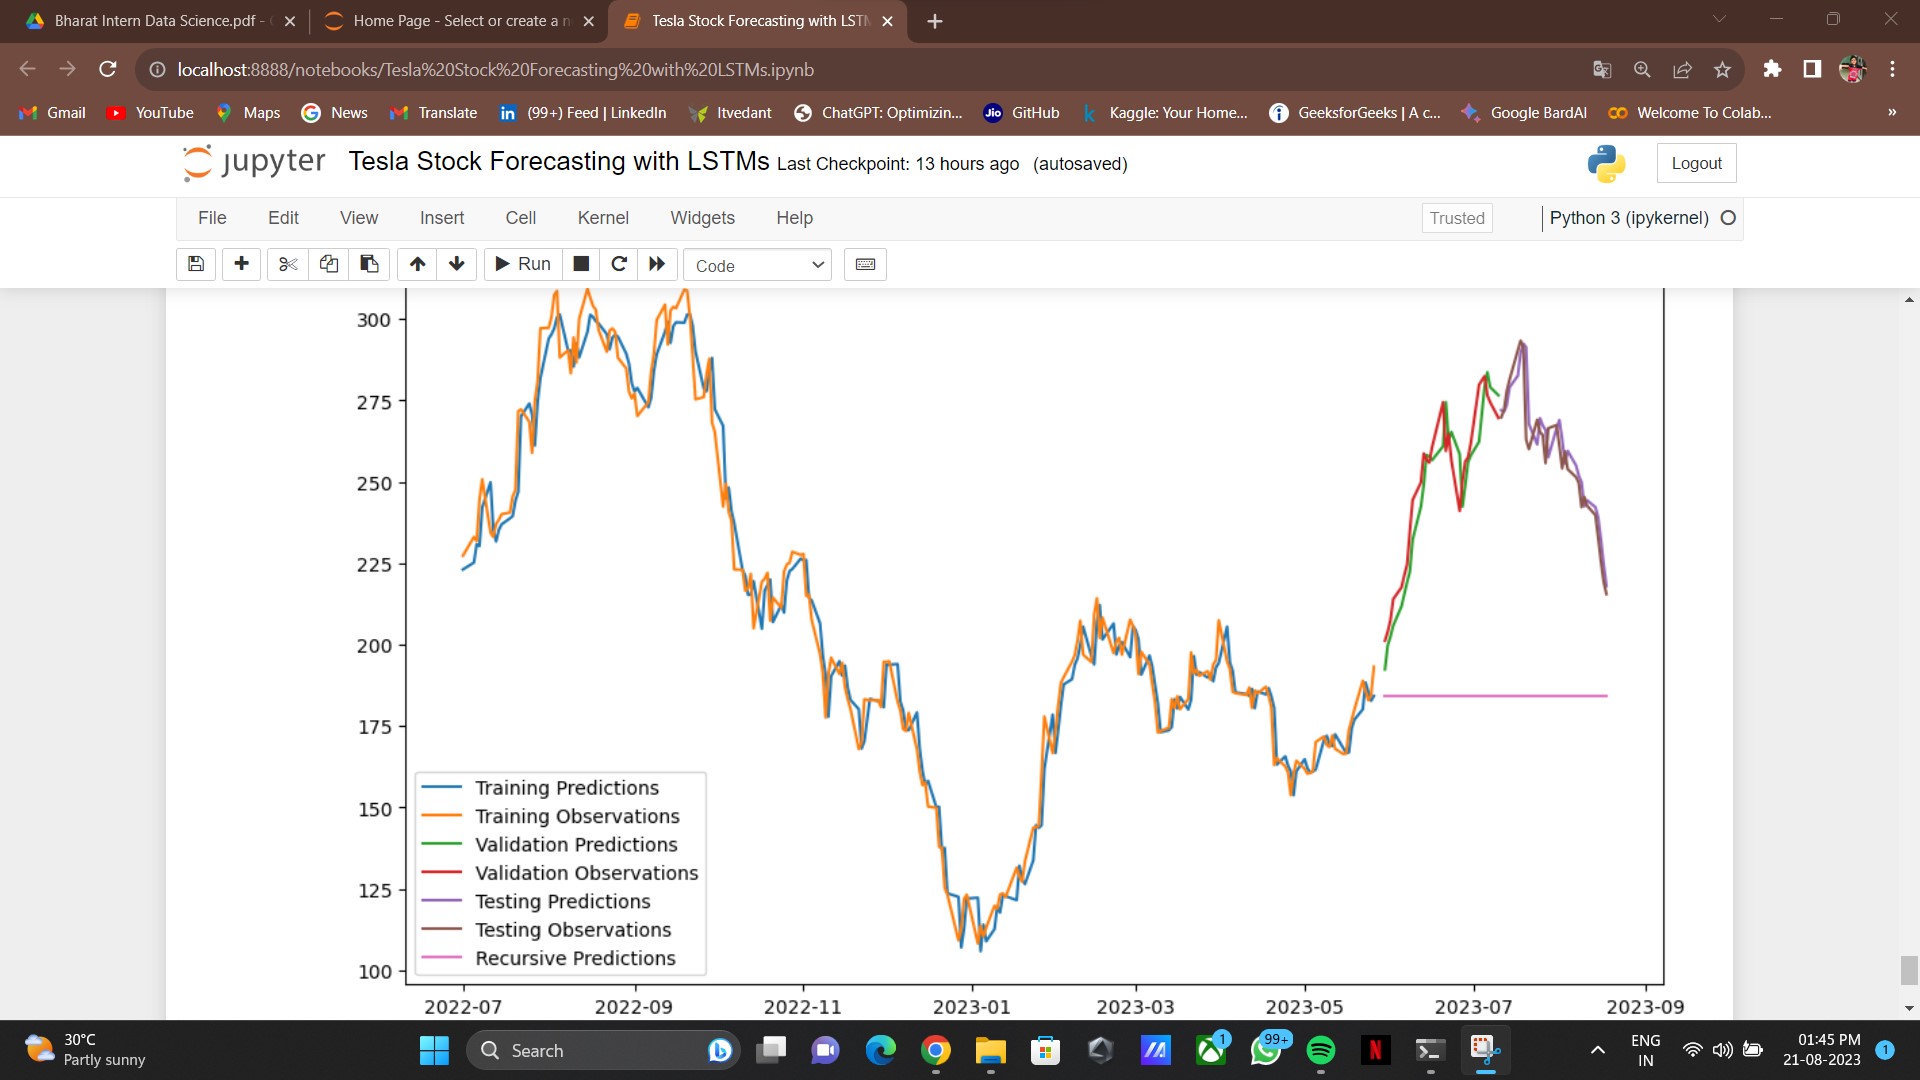 Bharat Intern Data Science.pdf -
Home Page - Select or create a n
Tesla Stock Forecasting with LSTM
localhost:8888/notebooks/Tesla%20Stock%20Forecasting%20with%20LSTMs.ipynb
Gmail
YouTube
Maps
News
Translate
(99+) Feed | LinkedIn
Itvedant
ChatGPT: Optimizin...
Jio
GitHub
Kaggle: Your Home...
GeeksforGeeks | A c...
Google BardAI
Welcome To Colab...
»
jupyter
Tesla Stock Forecasting with LSTMs Last Checkpoint: 13 hours ago (autosaved)
Logout
File
Edit
View
Insert
Cell
Kernel
Widgets
Help
Trusted
Python 3 (ipykernel)
Run
Code
300
275
250
225
200
175
150
125
100
Training Predictions
Training Observations
Validation Predictions
Validation Observations
Testing Predictions
Testing Observations
Recursive Predictions
2022-07
2022-09
2022-11
2023-01
2023-03
2023-05
2023-07
2023-09
30°C
Partly sunny
Search
1
99+
N
ENG
IN
01:45 PM
21-08-2023
1